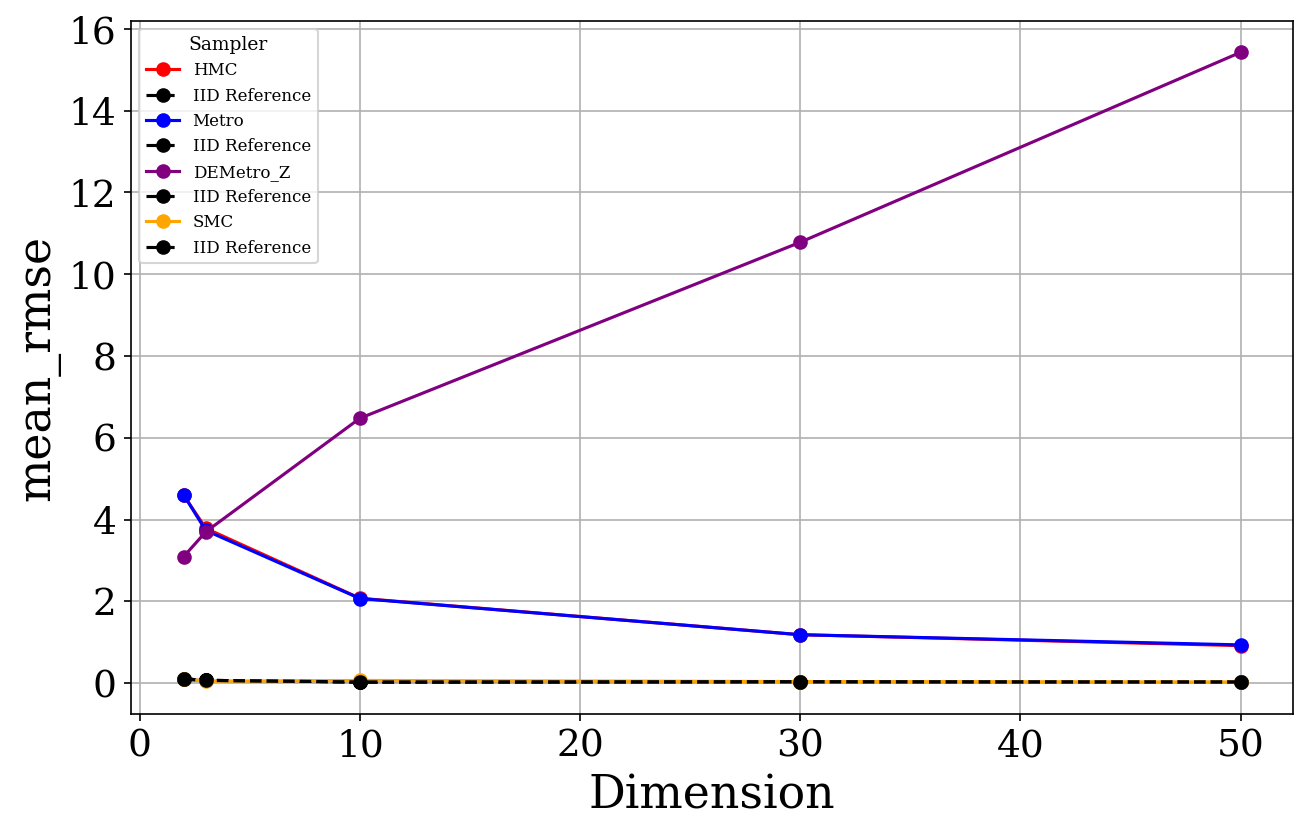 16
14
12
10
8
6
4
2
0
mean_rmse
Sampler
HMC
IID Reference
Metro
IID Reference
DEMetro_Z
IID Reference
SMC
IID Reference
0 10 20 30 40 50
Dimension